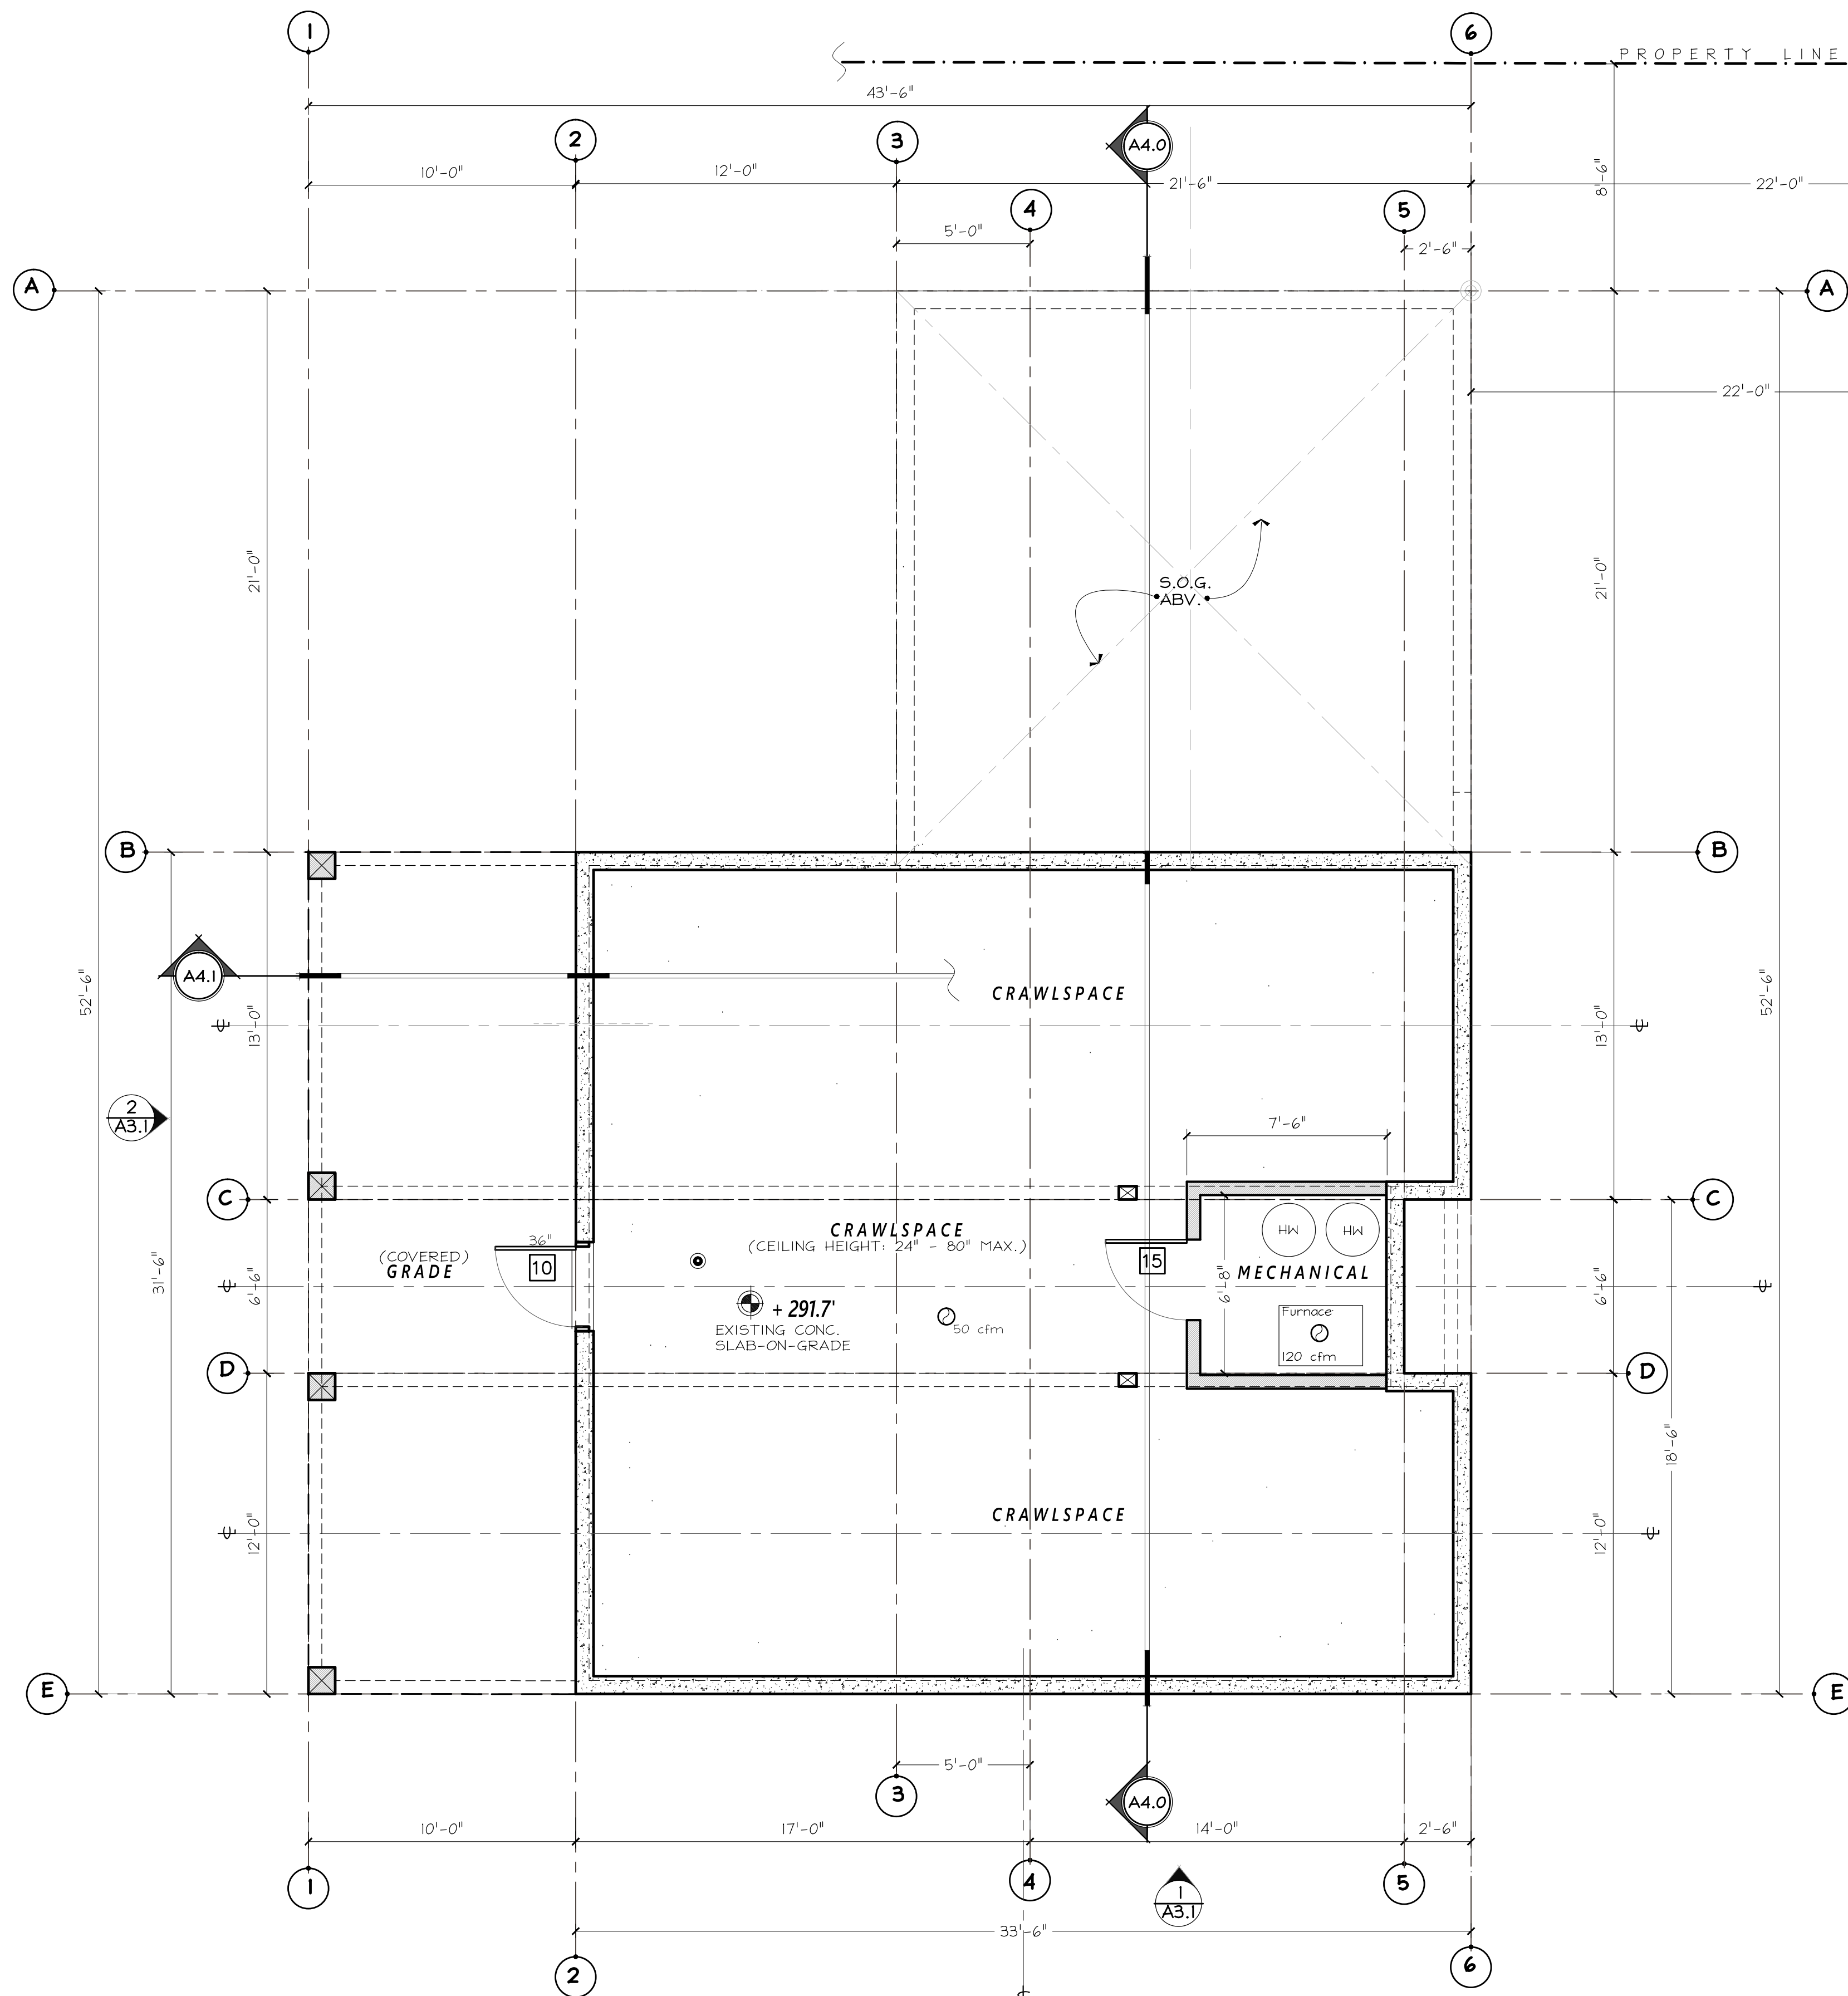 1
6
PROPERTY LINE
43'-6"
2
3
A4.0
10'-0"
12'-0"
21'-6"
8'-6"
22'-0"
4
5
5'-0"
2'-6"
A
A
22'-0"
21'-0"
S.O.G.
ABV.
21'-0"
B
B
A4.1
52'-6"
13'-0"
CRAWLSPACE
13'-0"
52'-6"
2
A3.1
7'-6"
C
C
31'-6"
6'-6"
(COVERED)
GRADE
36"
10
CRAWLSPACE
(CEILING HEIGHT: 24" - 80" MAX.)
15
6'-8"
HW
HW
MECHANICAL
6'-6"
+ 291.7'
EXISTING CONC.
SLAB-ON-GRADE
50 cfm
Furnace
120 cfm
D
D
18'-6"
12'-0"
CRAWLSPACE
12'-0"
E
E
5'-0"
3
A4.0
10'-0"
17'-0"
14'-0"
2'-6"
1
4
5
1
A3.1
33'-6"
2
6